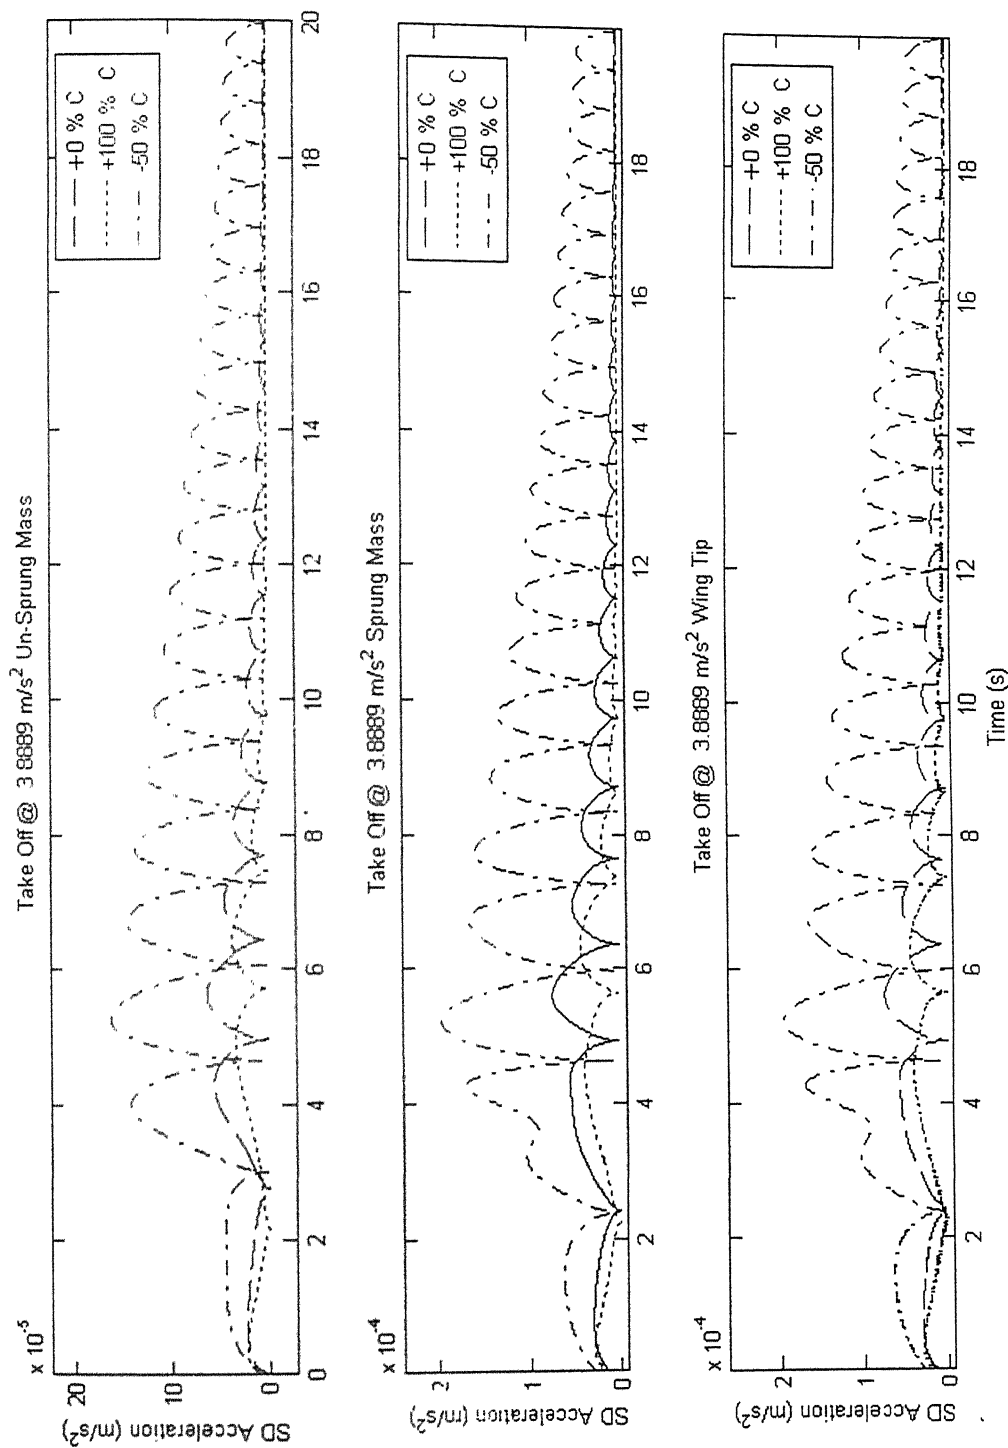 Take Off @ 3.8889 m/s² Un-Sprung Mass
x 10⁻⁵
SD Acceleration (m/s²)
20
10
0
+0 % C
+100 % C
-50 % C
0 2 4 6 8 10 12 14 16 18 20
Take Off @ 3.8889 m/s² Sprung Mass
x 10⁻⁴
SD Acceleration (m/s²)
2
1
0
+0 % C
+100 % C
-50 % C
2 4 6 8 10 12 14 16 18
Take Off @ 3.8889 m/s² Wing Tip
x 10⁻⁴
SD Acceleration (m/s²)
2
1
0
+0 % C
+100 % C
-50 % C
2 4 6 8 10 12 14 16 18
Time (s)